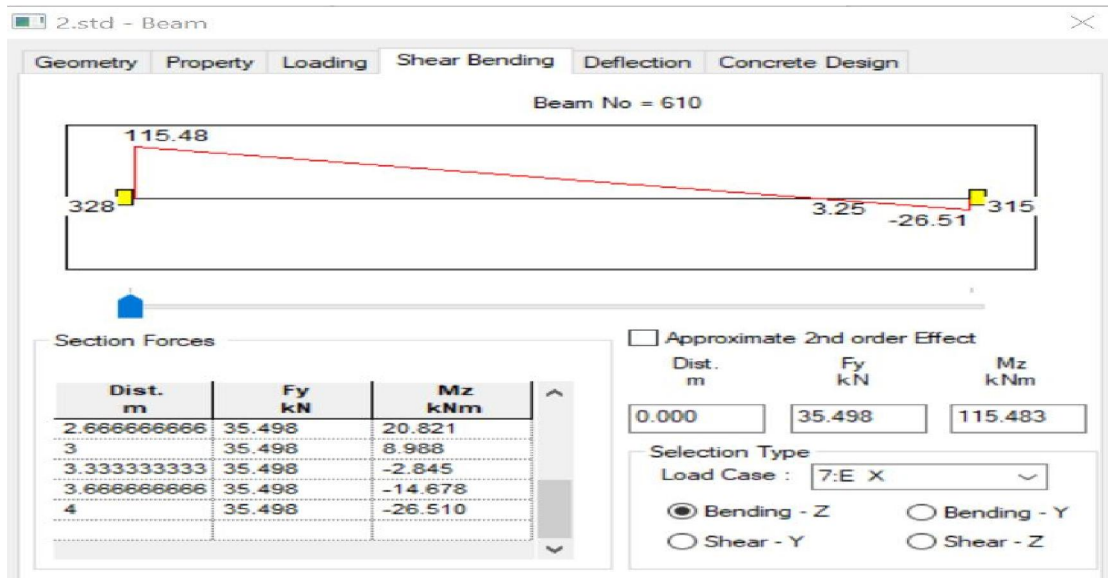 2.std - Beam
Geometry Property Loading Shear Bending Deflection Concrete Design
Beam No = 610
115.48
328
3.25
-26.51
315
Section Forces
Approximate 2nd order Effect
Dist. Fy Mz
m kN kNm
0.000 35.498 115.483
Dist. Fy Mz
m kN kNm
2.666666666 35.498 20.821
3 35.498 8.988
3.333333333 35.498 -2.845
3.666666666 35.498 -14.678
4 35.498 -26.510
Selection Type
Load Case : 7:E X
Bending - Z Bending - Y
Shear - Y Shear - Z